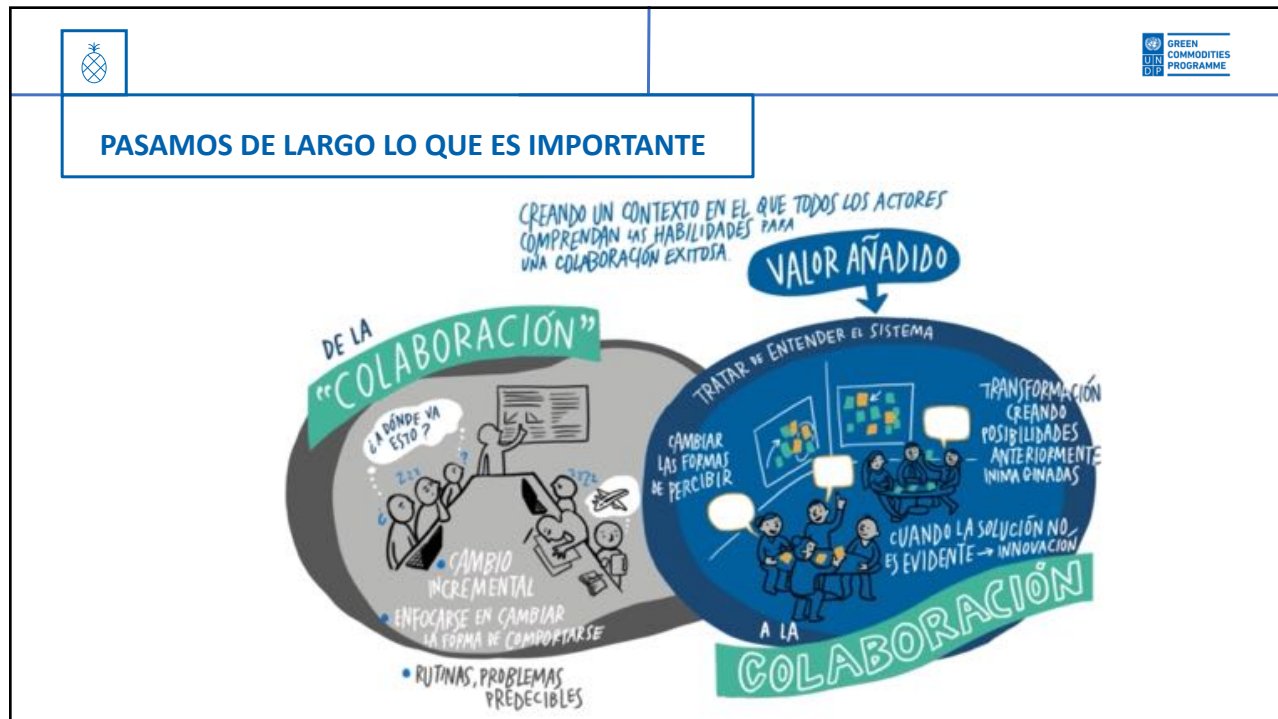 GREEN
COMMODITIES
PROGRAMME
U N
D P
PASAMOS DE LARGO LO QUE ES IMPORTANTE
CREANDO UN CONTEXTO EN EL QUE TODOS LOS ACTORES
COMPRENDAN LAS HABILIDADES PARA
UNA COLABORACIÓN EXITOSA.
VALOR AÑADIDO
DE LA
"COLABORACIÓN"
¿A DÓNDE VA
ESTO?
ZZZ
?
ZZZZ
• CAMBIO
INCREMENTAL
• ENFOCARSE EN CAMBIAR
LA FORMA DE COMPORTARSE
• RUTINAS, PROBLEMAS
PREDECIBLES
TRATAR DE ENTENDER EL SISTEMA
CAMBIAR
LAS FORMAS
DE PERCIBIR
TRANSFORMACIÓN
CREANDO
POSIBILIDADES
ANTERIORMENTE
INIMAGINADAS
CUANDO LA SOLUCIÓN NO
ES EVIDENTE → INNOVACIÓN
A LA
COLABORACIÓN